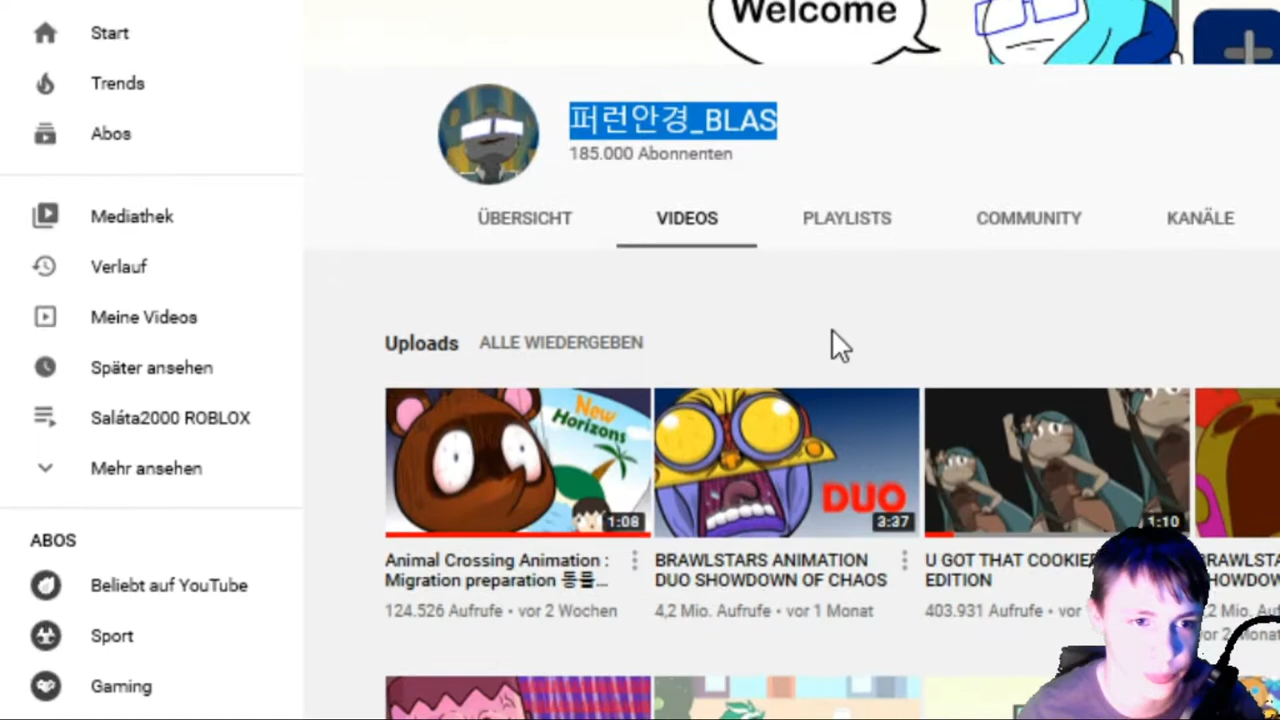 Welcome
Start
Trends
Abos
Mediathek
Verlauf
Meine Videos
Später ansehen
Saláta2000 ROBLOX
Mehr ansehen
ABOS
Beliebt auf YouTube
Sport
Gaming
퍼런안경_BLAS
185.000 Abonnenten
ÜBERSICHT
VIDEOS
PLAYLISTS
COMMUNITY
KANÄLE
Uploads
ALLE WIEDERGEBEN
New
Horizons
1:08
DUO
3:37
1:10
Animal Crossing Animation :
Migration preparation 동물...
124.526 Aufrufe • vor 2 Wochen
BRAWLSTARS ANIMATION
DUO SHOWDOWN OF CHAOS
4,2 Mio. Aufrufe • vor 1 Monat
U GOT THAT COOKIE
EDITION
403.931 Aufrufe • vor